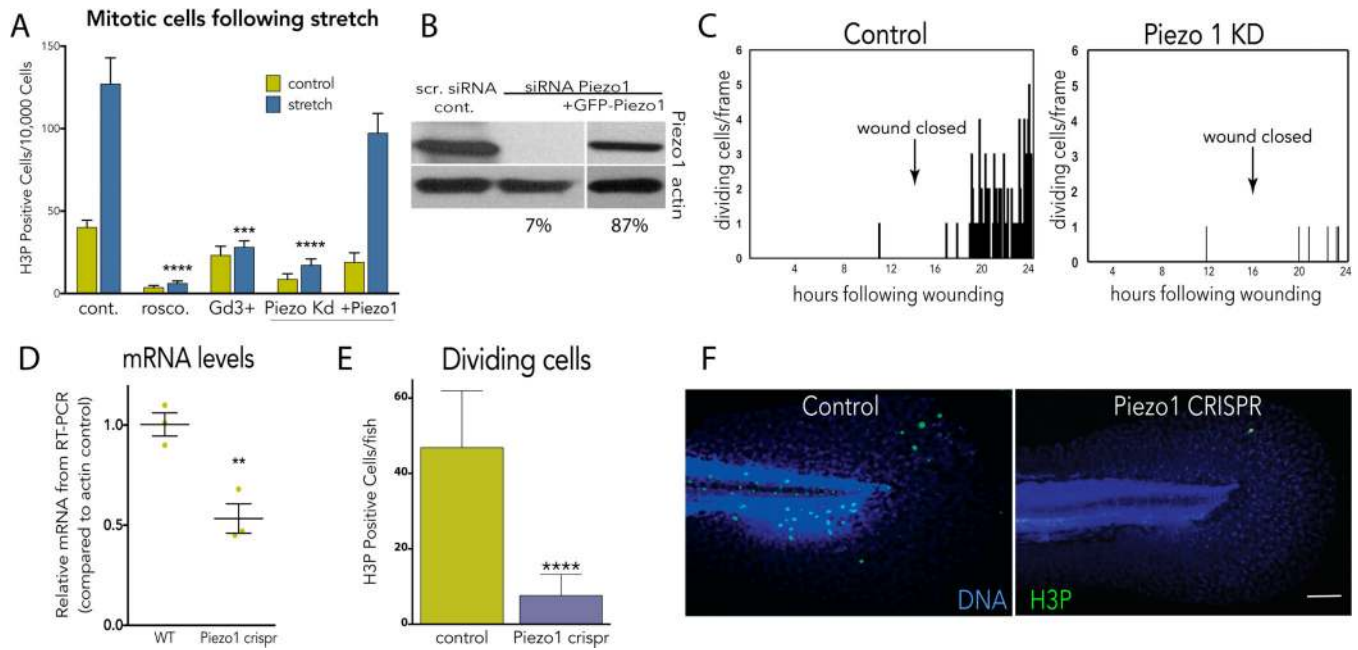 A
Mitotic cells following stretch
H3P Positive Cells/10,000 Cells
150
100
50
0
control
stretch
****
***
****
cont.
rosco.
Gd3+
Piezo Kd
+Piezo1
B
scr. siRNA
cont.
siRNA Piezo1
+GFP-Piezo1
Piezo1
actin
7%
87%
C
Control
dividing cells/frame
6
5
4
3
2
1
0
wound closed
4
8
11
16
20
24
hours following wounding
Piezo 1 KD
dividing cells/frame
6
5
4
3
2
1
0
wound closed
4
8
12
16
20
24
hours following wounding
D
mRNA levels
Relative mRNA from RT-PCR
(compared to actin control)
1.0
0.5
0.0
**
WT
Piezo1 crispr
E
Dividing cells
H3P Positive Cells/fish
60
40
20
0
****
control
Piezo1 crispr
F
Control
DNA
Piezo1 CRISPR
H3P